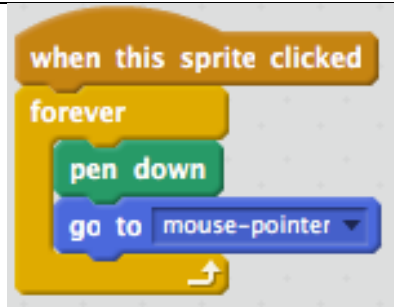 when this sprite clicked
forever
pen down
go to mouse-pointer